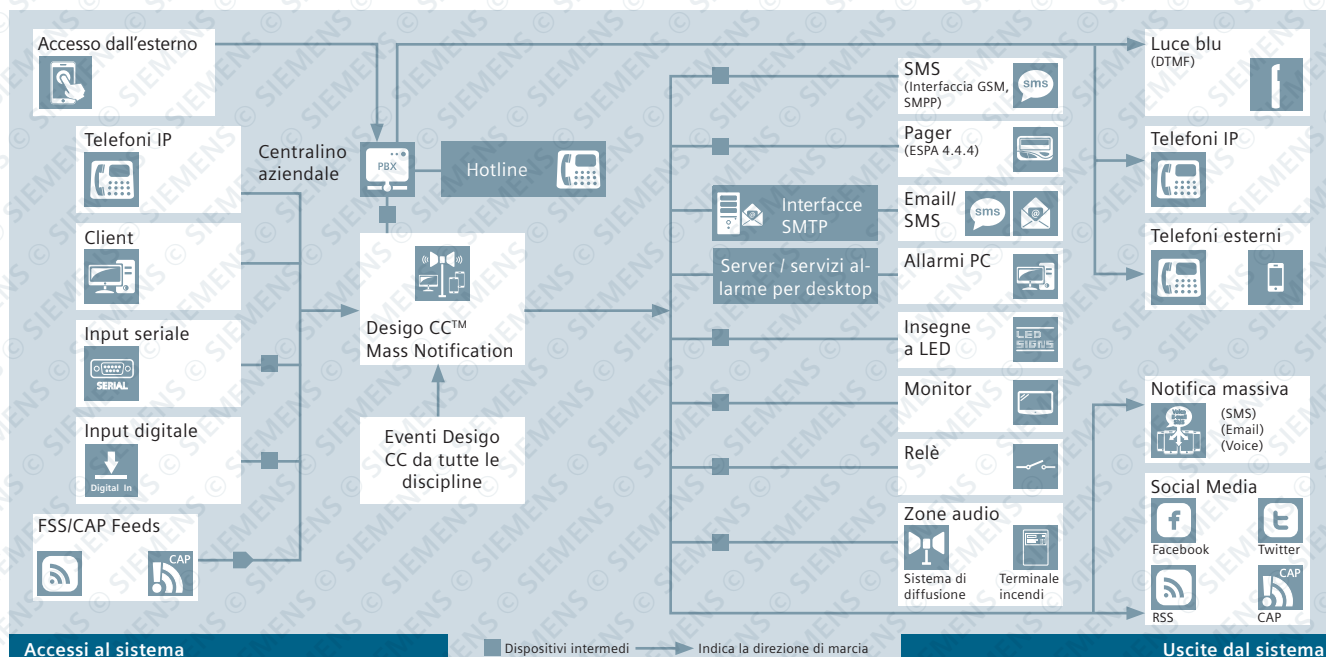 Accesso dall'esterno
Telefoni IP
Client
Input seriale
SERIAL
Input digitale
Digital In
FSS/CAP Feeds
CAP
Centralino
aziendale
PBX
Hotline
Desigo CC™
Mass Notification
Eventi Desigo
CC da tutte le
discipline
Interfacce
SMTP
Server / servizi al-
larme per desktop
SMS
(Interfaccia GSM,
SMPP)
sms
Pager
(ESPA 4.4.4)
Email/
SMS
sms
Allarmi PC
Insegne
a LED
LED
SIGNS
Monitor
Relè
Zone audio
Sistema di
diffusione
Terminale
incendi
Luce blu
(DTMF)
Telefoni IP
Telefoni esterni
Notifica massiva
(SMS)
(Email)
(Voice)
Social Media
Facebook
Twitter
RSS
CAP
CAP
Accessi al sistema
Dispositivi intermedi
Indica la direzione di marcia
Uscite dal sistema
© SIEMENS